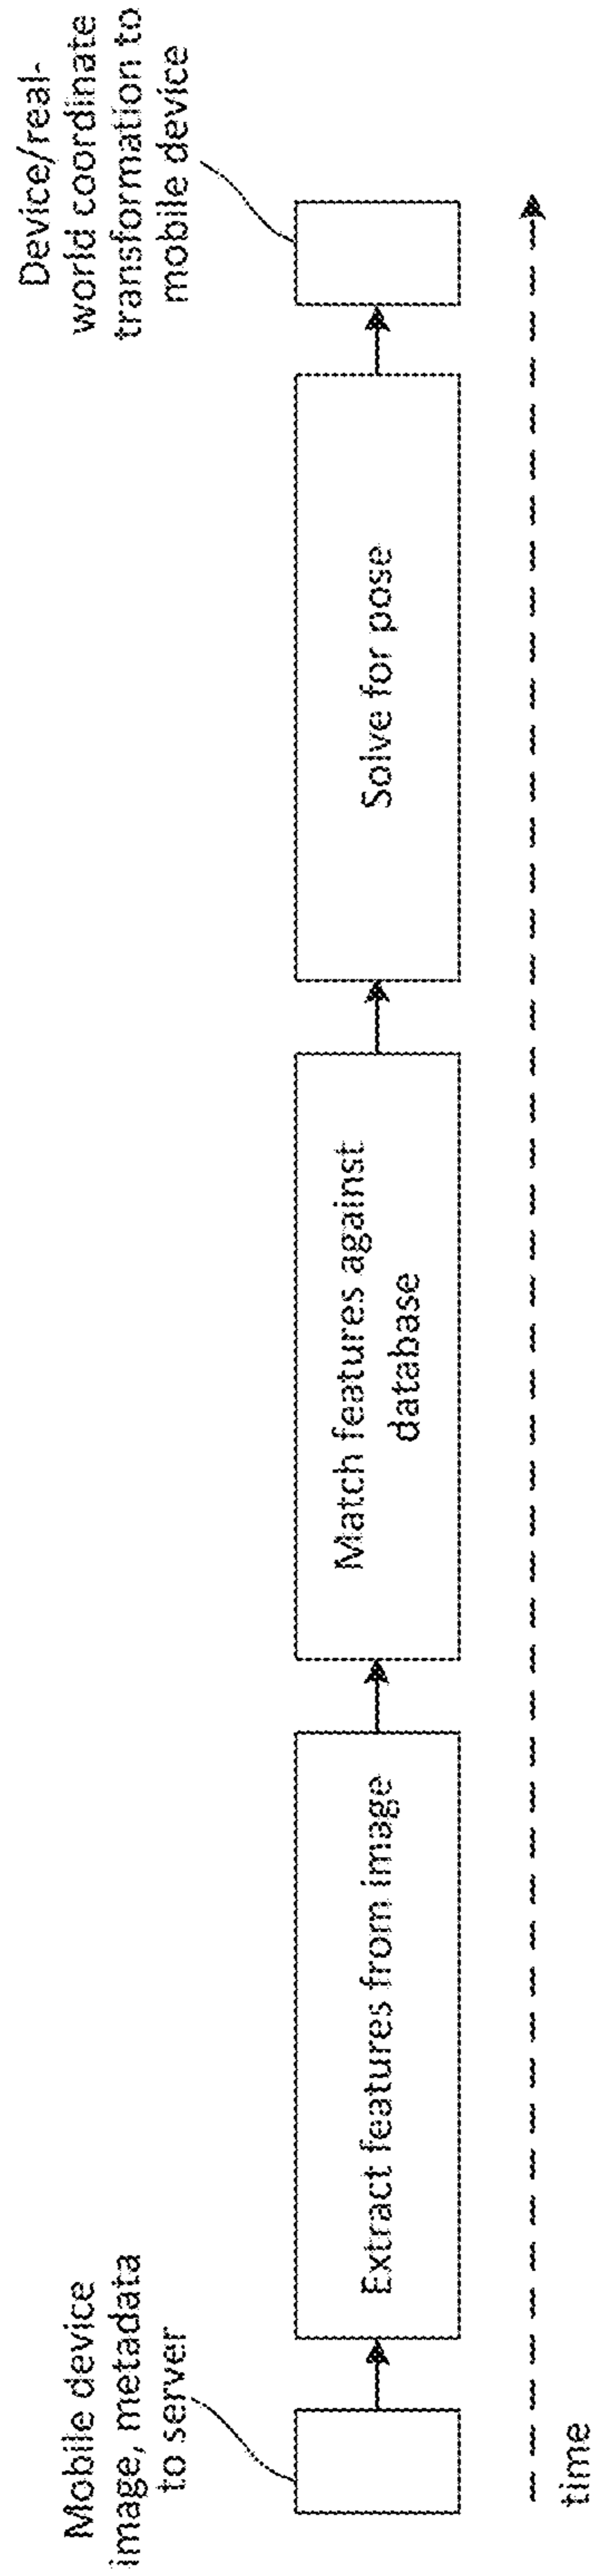 Mobile device
image, metadata
to server
Extract features from image
Match features against
database
Solve for pose
Device/real-
world coordinate
transformation to
mobile device
time